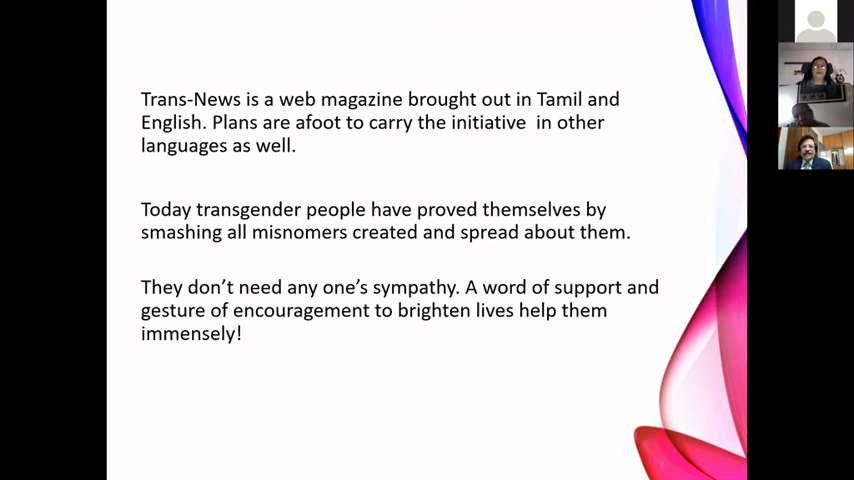 Trans-News is a web magazine brought out in Tamil and
English. Plans are afoot to carry the initiative in other
languages as well.
Today transgender people have proved themselves by
smashing all misnomers created and spread about them.
They don’t need any one’s sympathy. A word of support and
gesture of encouragement to brighten lives help them
immensely!